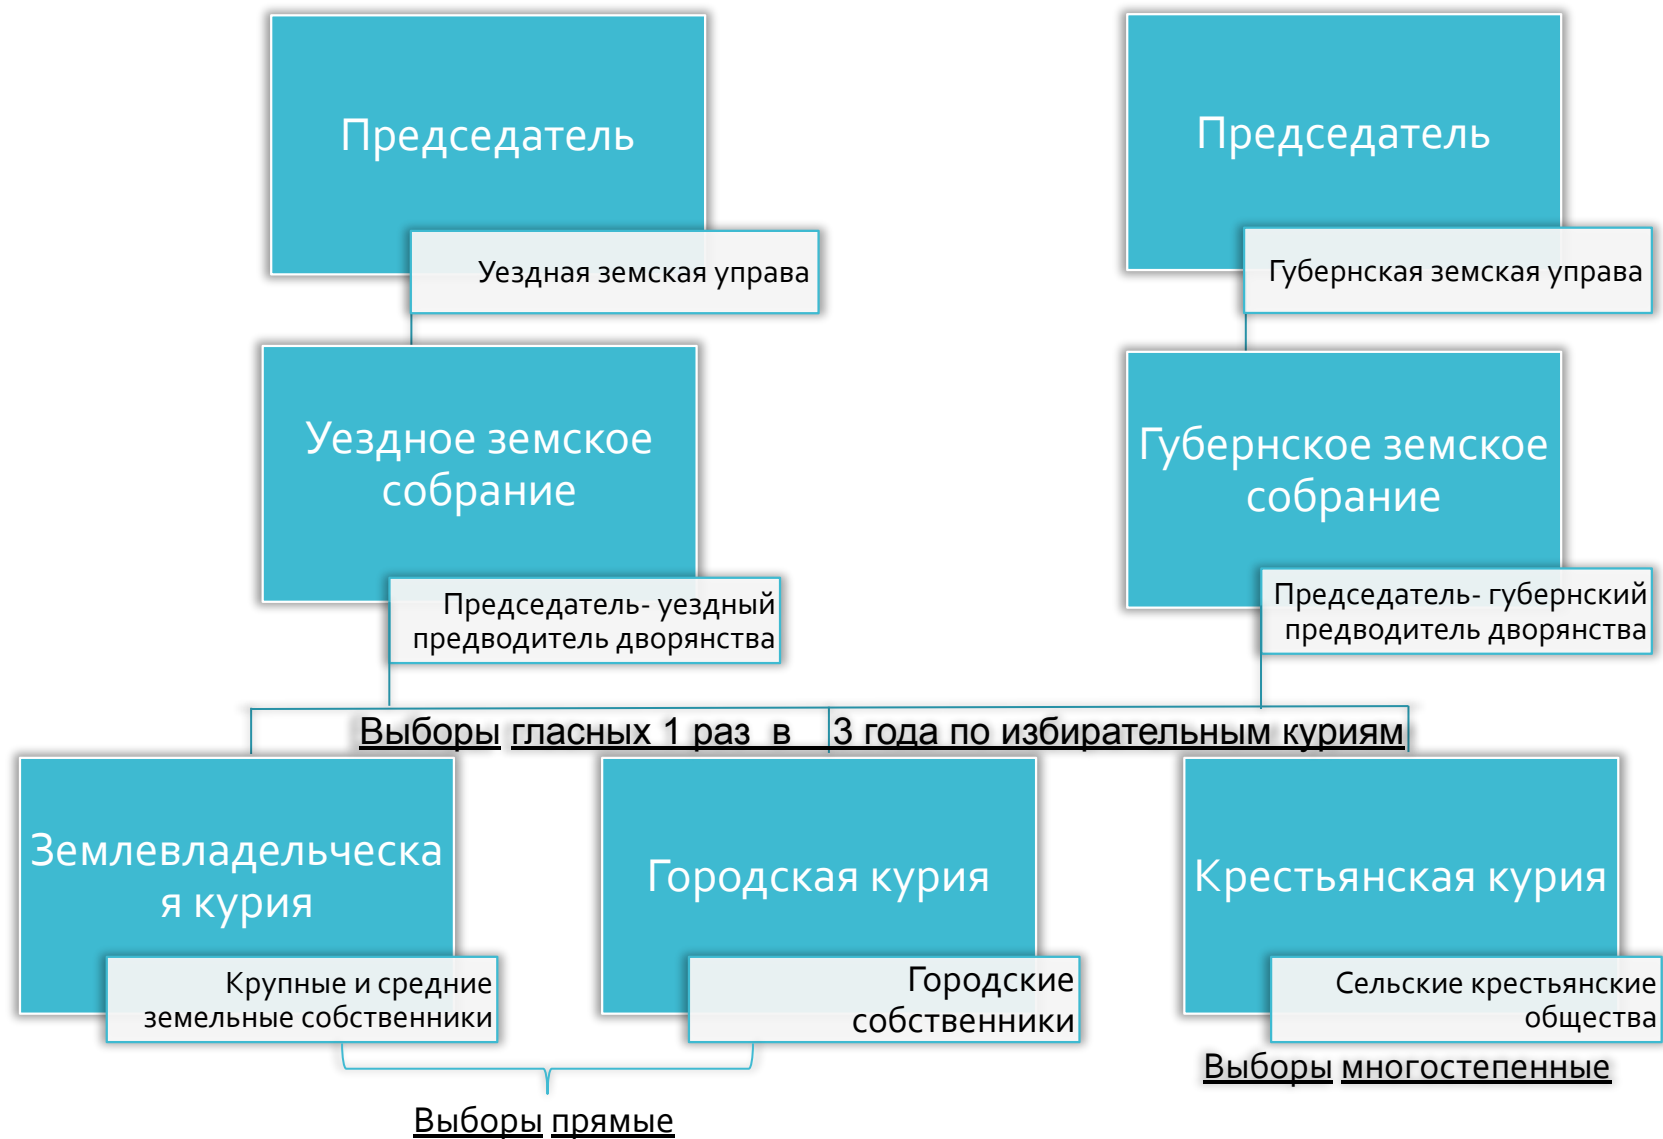 Председатель
Председатель
Уездная земская управа
Губернская земская управа
Уездное земское
собрание
Губернское земское
собрание
Председатель- уездный
предводитель дворянства
Председатель- губернский
предводитель дворянства
Выборы гласных 1 раз в 3 года по избирательным куриям
Землевладельческа
я курия
Городская курия
Крестьянская курия
Крупные и средние
земельные собственники
Городские
собственники
Сельские крестьянские
общества
Выборы многостепенные
Выборы прямые